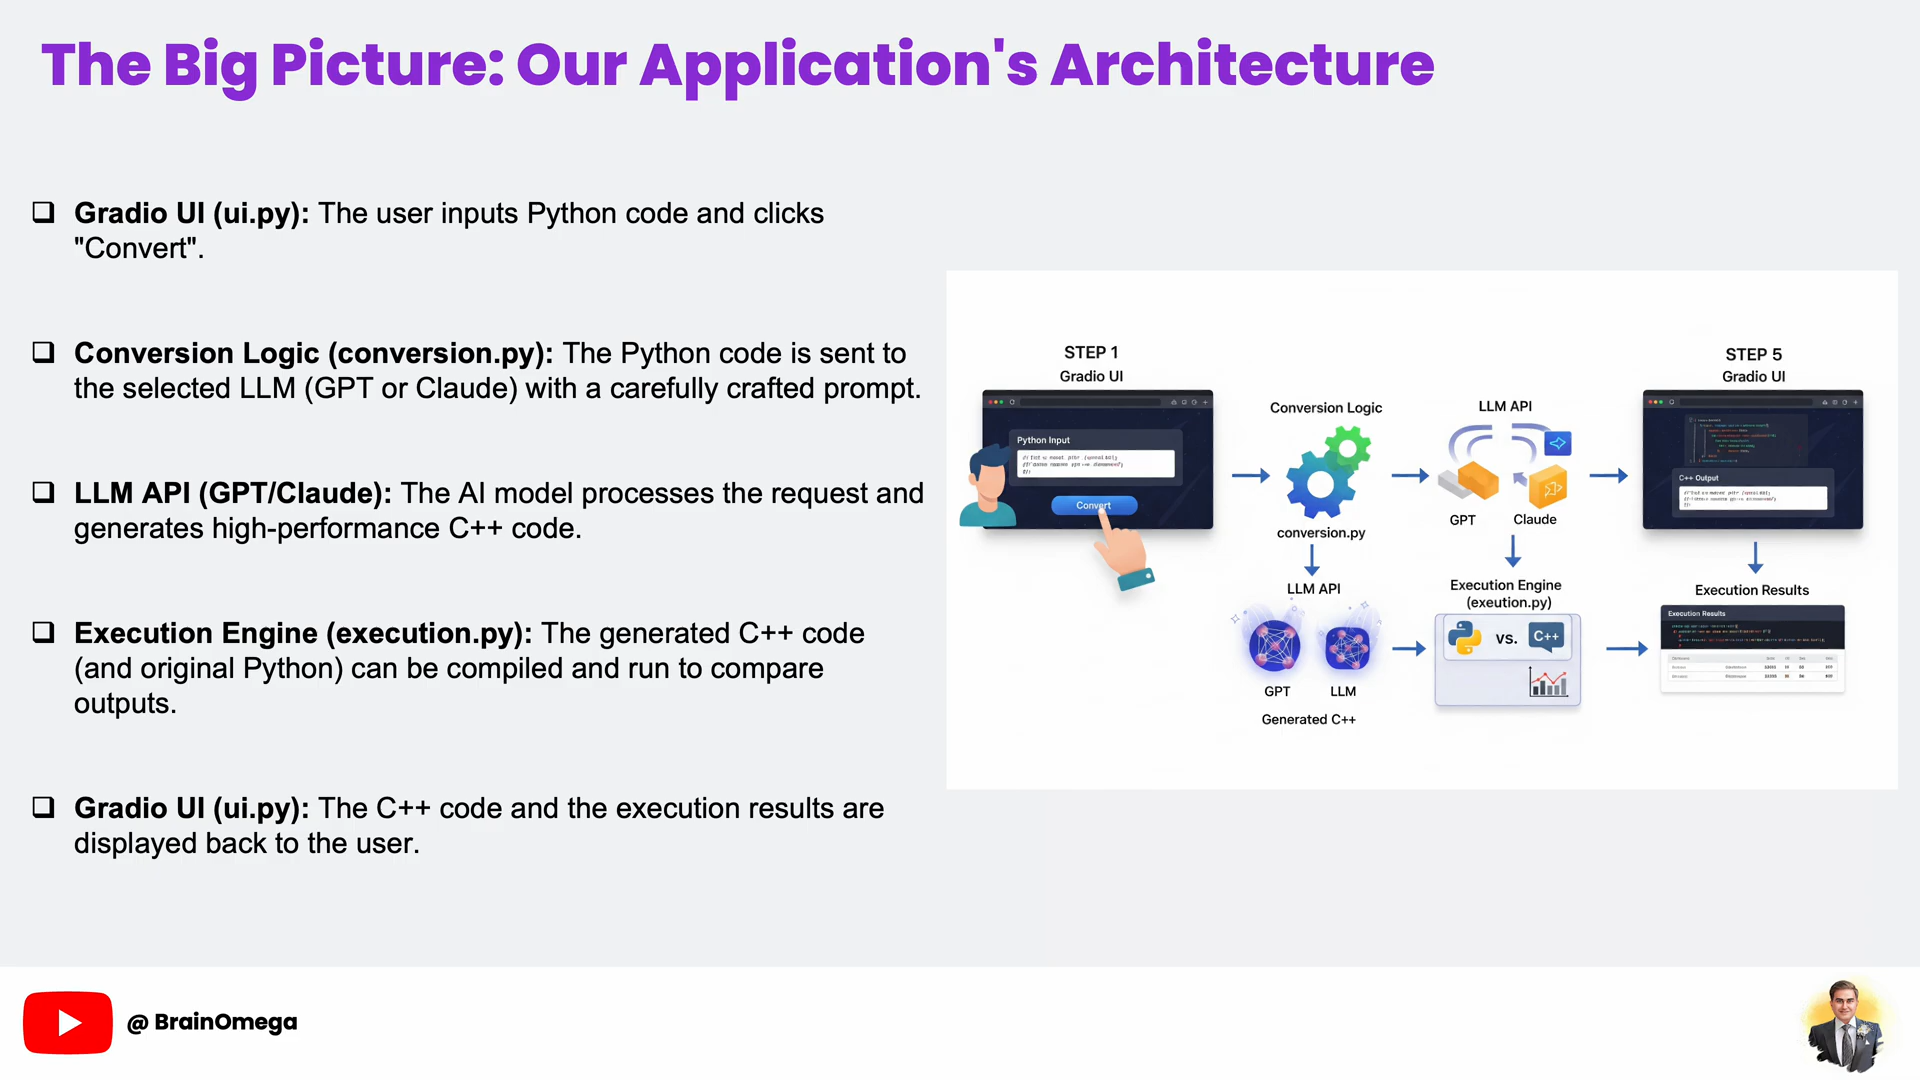 The Big Picture: Our Application's Architecture
Gradio UI (ui.py): The user inputs Python code and clicks
"Convert".
Conversion Logic (conversion.py): The Python code is sent to
the selected LLM (GPT or Claude) with a carefully crafted prompt.
LLM API (GPT/Claude): The AI model processes the request and
generates high-performance C++ code.
Execution Engine (execution.py): The generated C++ code
(and original Python) can be compiled and run to compare
outputs.
Gradio UI (ui.py): The C++ code and the execution results are
displayed back to the user.
STEP 1
Gradio UI
Python Input
Convert
Conversion Logic
conversion.py
LLM API
GPT
LLM
Generated C++
LLM API
GPT
Claude
Execution Engine
(exeution.py)
vs.
C++
STEP 5
Gradio UI
C++ Output
Execution Results
Execution Results
@ BrainOmega